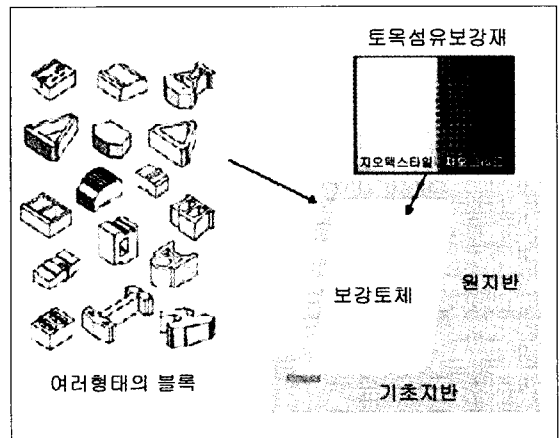 토목섬유보강재
지오텍스타일
보강토체
원지반
여러형태의 블록
기초지반